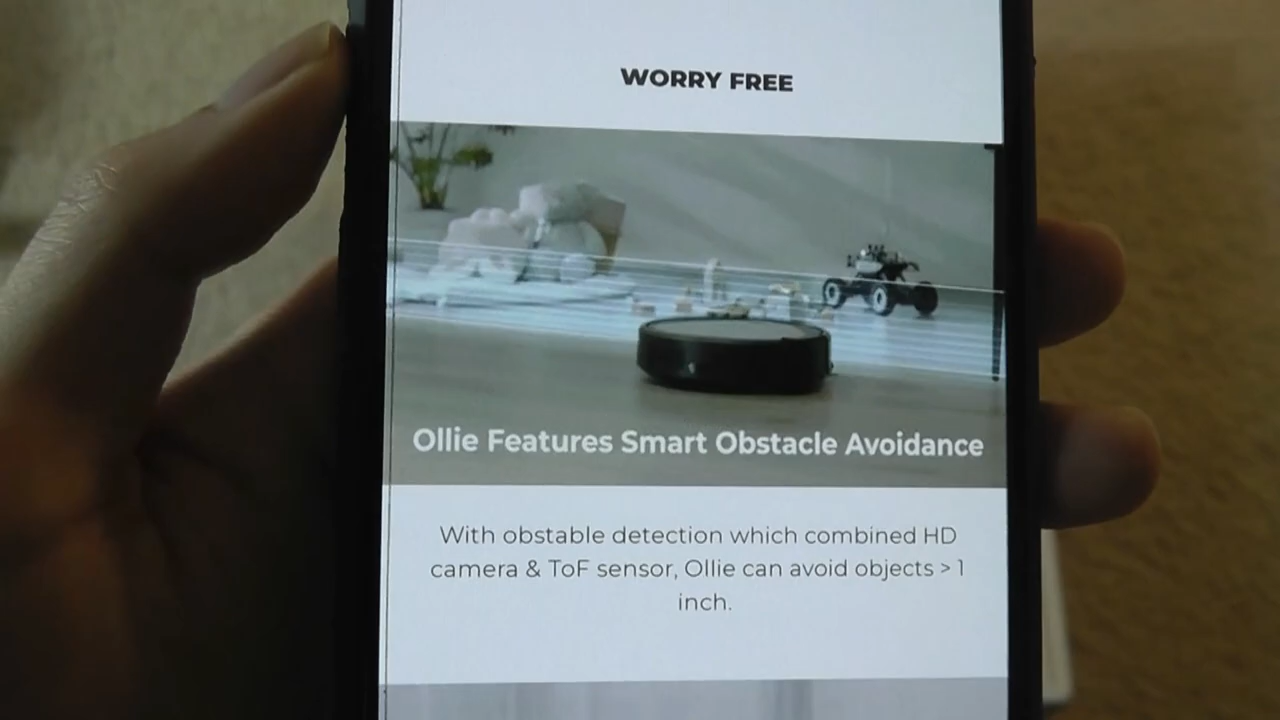 WORRY FREE
Ollie Features Smart Obstacle Avoidance
With obstable detection which combined HD
camera & ToF sensor, Ollie can avoid objects > 1
inch.